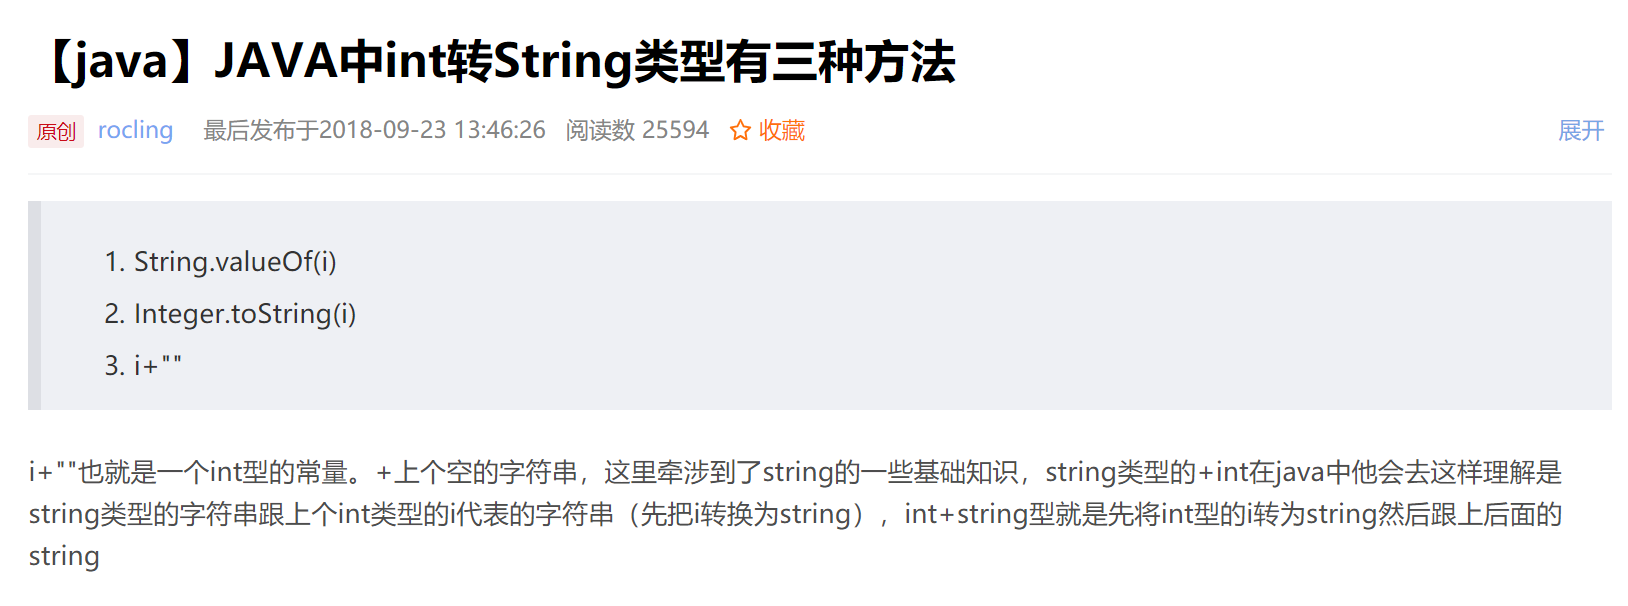 【java】JAVA中int转String类型有三种方法
原创 rocling 最后发布于2018-09-23 13:46:26 阅读数 25594 ☆ 收藏 展开
1. String.valueOf(i)
2. Integer.toString(i)
3. i+""
i+""也就是一个int型的常量。+上个空的字符串，这里牵涉到了string的一些基础知识，string类型的+int在java中他会去这样理解是
string类型的字符串跟上个int类型的i代表的字符串（先把i转换为string），int+string型就是先将int型的i转为string然后跟上后面的
string